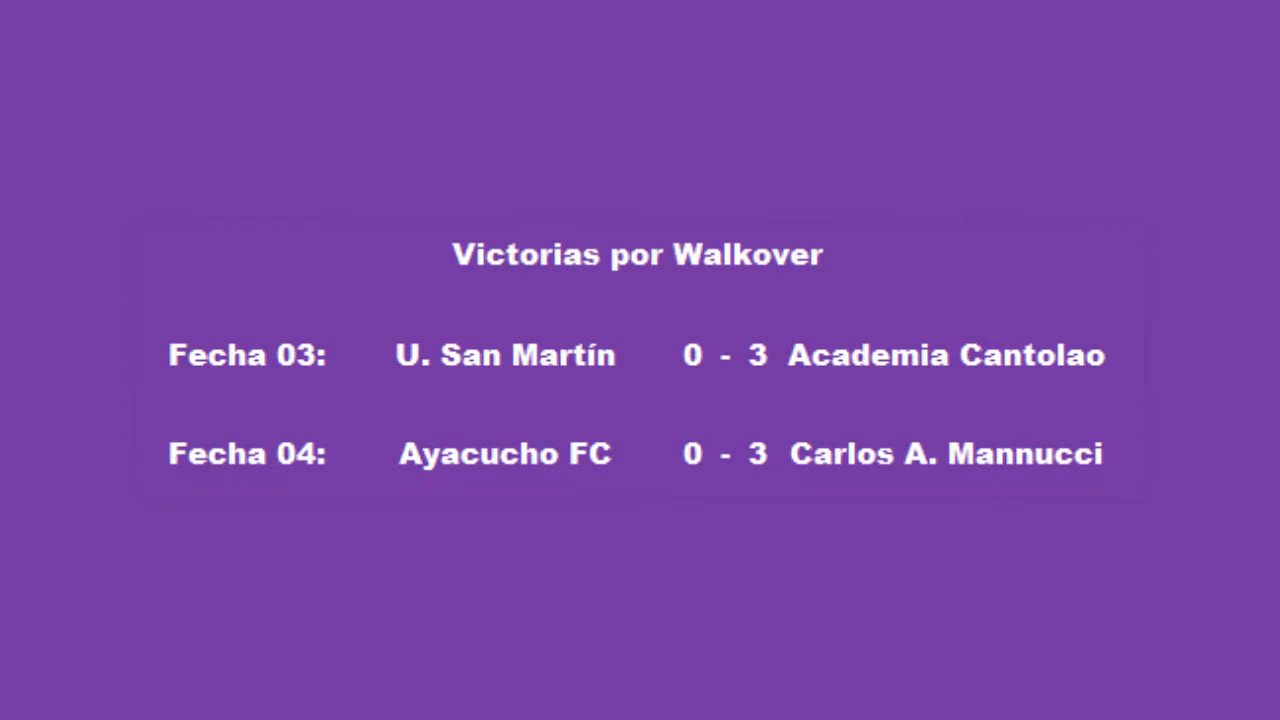 Victorias por Walkover
Fecha 03: U. San Martín 0 - 3 Academia Cantolao
Fecha 04: Ayacucho FC 0 - 3 Carlos A. Mannucci